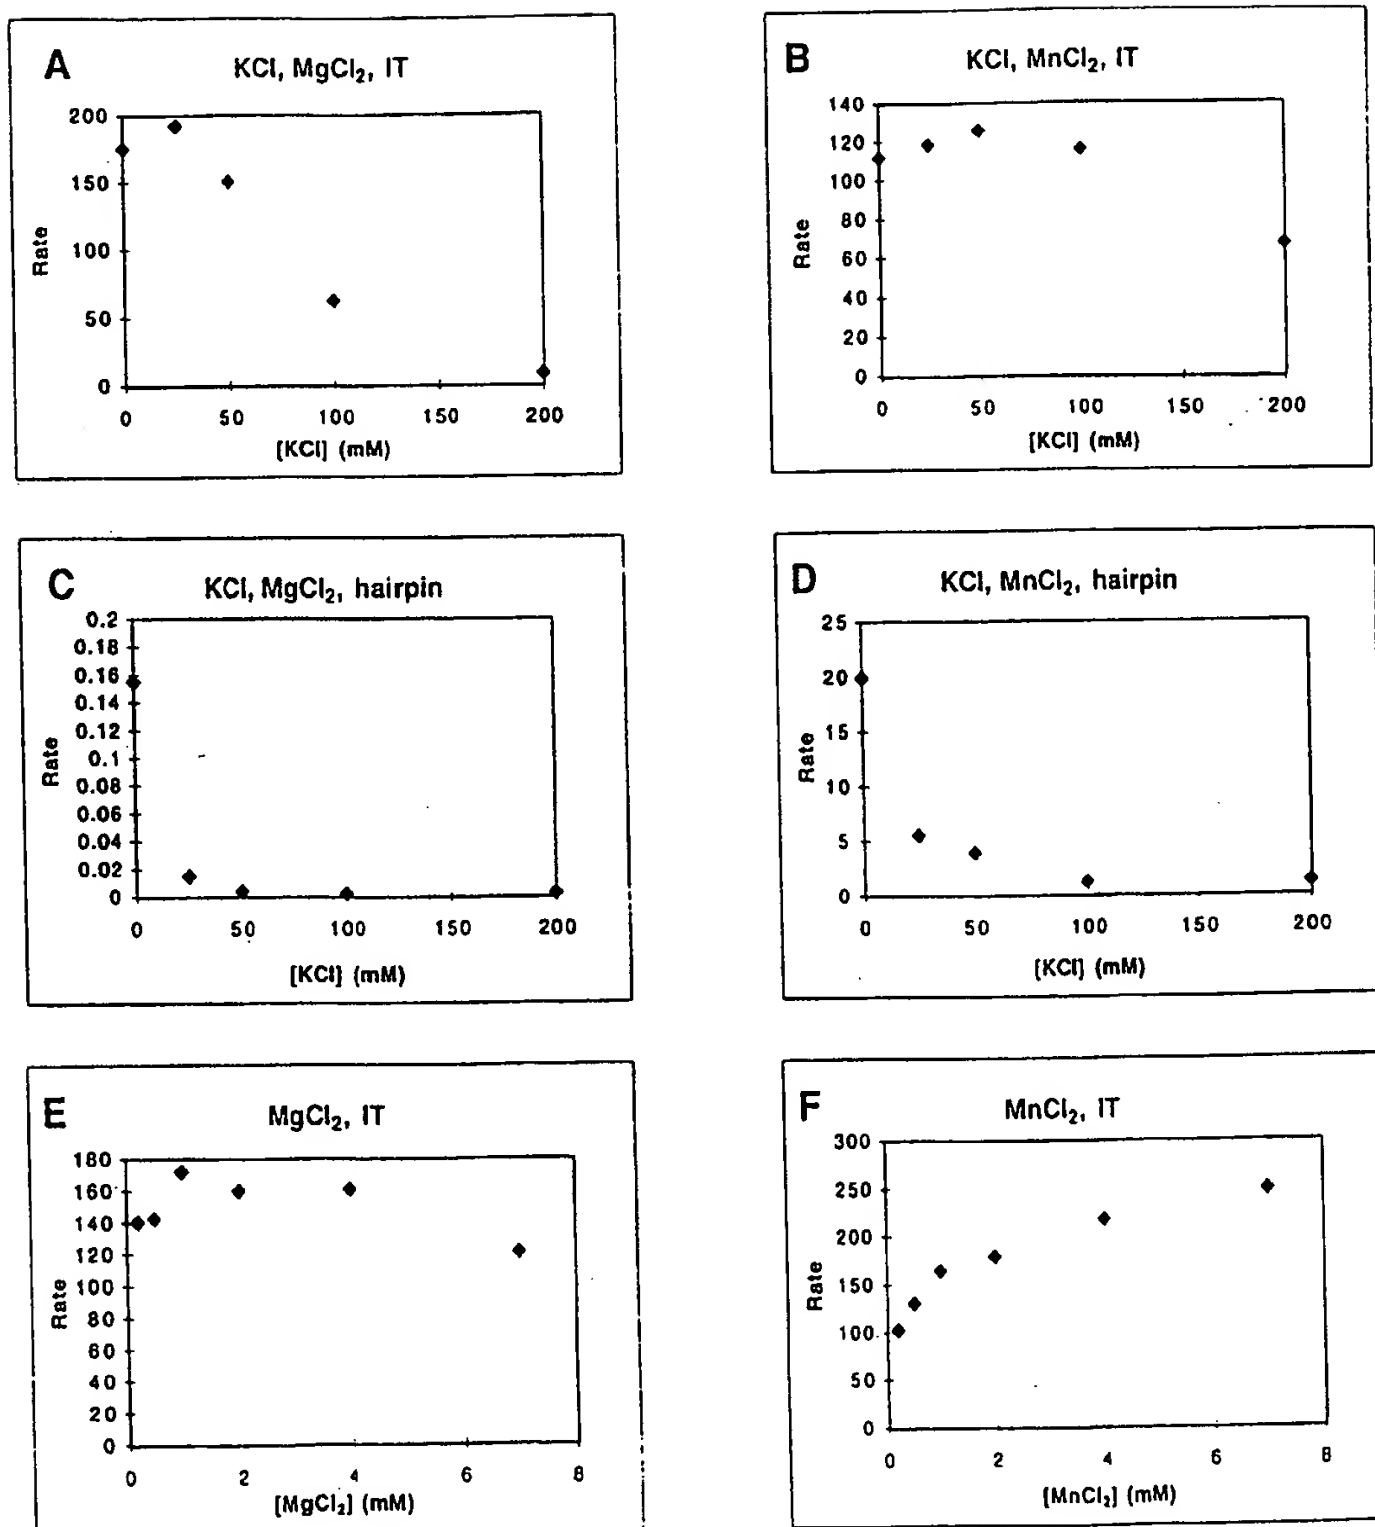 A
KCl, MgCl₂, IT
200
150
100
50
0
Rate
0 50 100 150 200
[KCl] (mM)
B
KCl, MnCl₂, IT
140
120
100
80
60
40
20
0
Rate
0 50 100 150 200
[KCl] (mM)
C
KCl, MgCl₂, hairpin
0.2
0.18
0.16
0.14
0.12
0.1
0.08
0.06
0.04
0.02
0
Rate
0 50 100 150 200
[KCl] (mM)
D
KCl, MnCl₂, hairpin
25
20
15
10
5
0
Rate
0 50 100 150 200
[KCl] (mM)
E
MgCl₂, IT
180
160
140
120
100
80
60
40
20
0
Rate
0 2 4 6 8
[MgCl₂] (mM)
F
MnCl₂, IT
300
250
200
150
100
50
0
Rate
0 2 4 6 8
[MnCl₂] (mM)